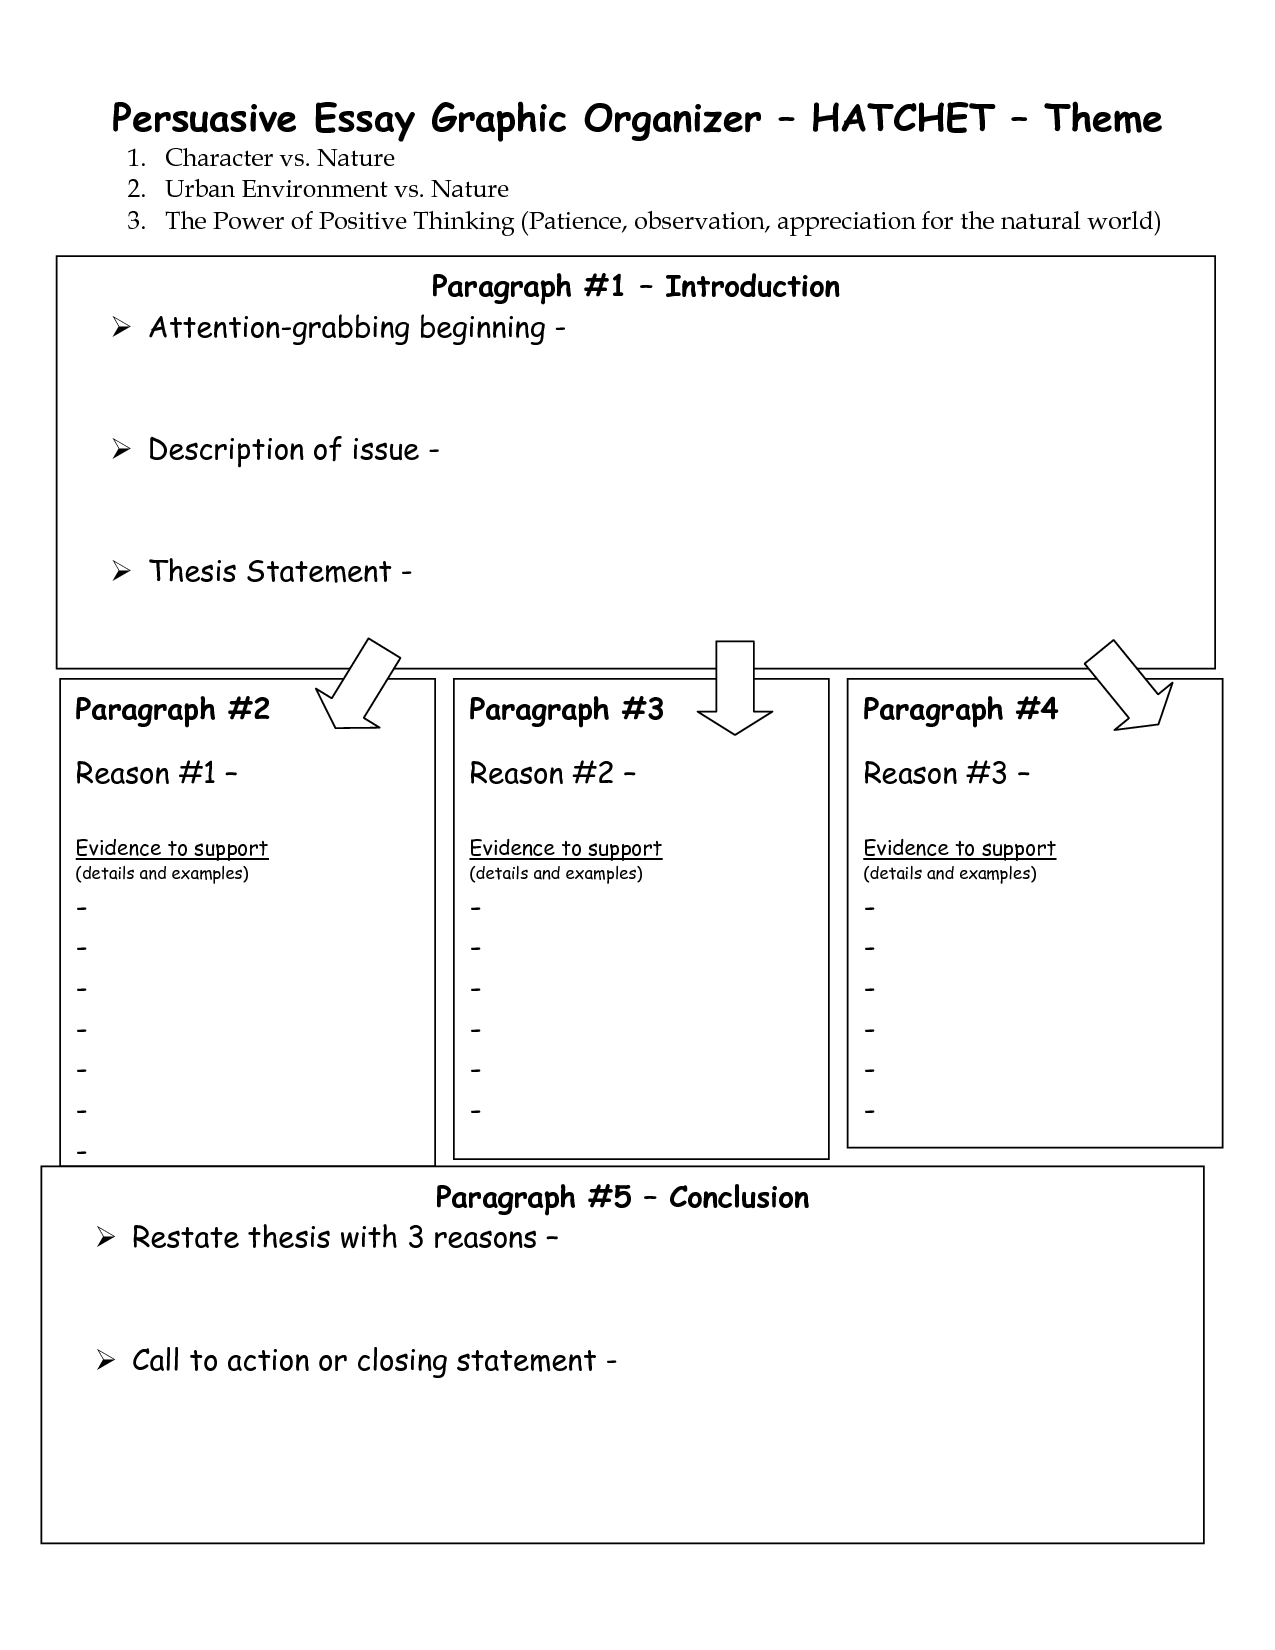 Persuasive Essay Graphic Organizer – HATCHET – Theme
1. Character vs. Nature
2. Urban Environment vs. Nature
3. The Power of Positive Thinking (Patience, observation, appreciation for the natural world)
Paragraph #1 – Introduction
➢ Attention-grabbing beginning -
➢ Description of issue -
➢ Thesis Statement -
Paragraph #2
Reason #1 –
Evidence to support
(details and examples)
-
-
-
-
-
-
-
Paragraph #3
Reason #2 –
Evidence to support
(details and examples)
-
-
-
-
-
-
Paragraph #4
Reason #3 –
Evidence to support
(details and examples)
-
-
-
-
-
-
Paragraph #5 – Conclusion
➢ Restate thesis with 3 reasons –
➢ Call to action or closing statement -